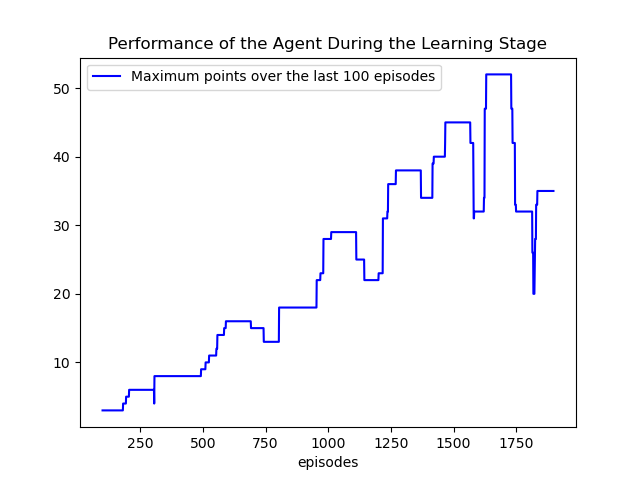 Performance of the Agent During the Learning Stage
Maximum points over the last 100 episodes
50
40
30
20
10
250 500 750 1000 1250 1500 1750
episodes